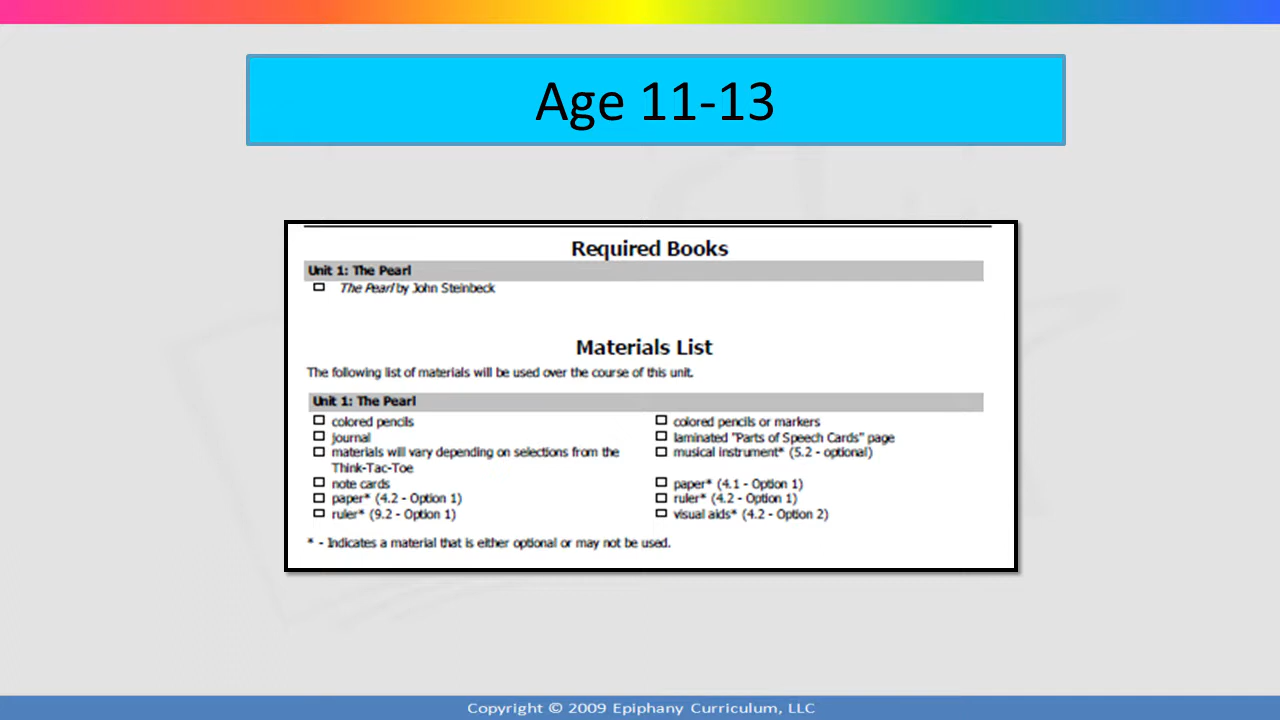 Age 11-13
Required Books
Unit 1: The Pearl
The Pearl by John Steinbeck
Materials List
The following list of materials will be used over the course of this unit.
Unit 1: The Pearl
colored pencils
journal
materials will vary depending on selections from the
Think-Tac-Toe
note cards
paper* (4.2 - Option 1)
ruler* (9.2 - Option 1)
colored pencils or markers
laminated "Parts of Speech Cards" page
musical instrument* (5.2 - optional)
paper* (4.1 - Option 1)
ruler* (4.2 - Option 1)
visual aids* (4.2 - Option 2)
* - Indicates a material that is either optional or may not be used.
Copyright © 2009 Epiphany Curriculum, LLC